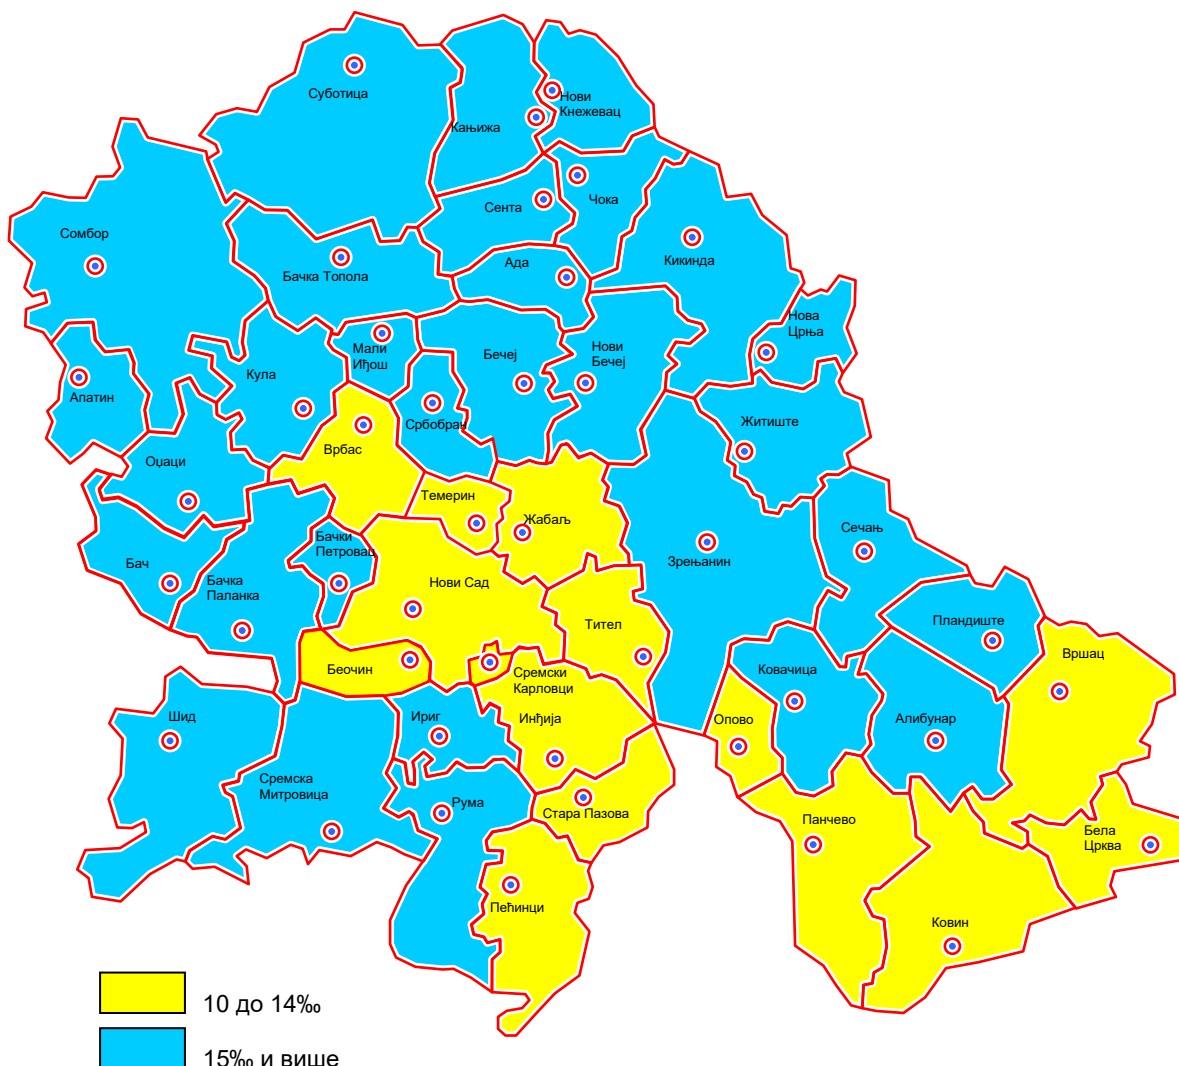 Суботица
Кањижа
Нови
Кнежевац
Сента
Чока
Сомбор
Бачка Топола
Ада
Кикинда
Нова
Црња
Мали
Иђош
Бечеј
Нови
Бечеј
Кула
Апатин
Србобран
Житиште
Врбас
Оџаци
Темерин
Жабаљ
Сечањ
Бачки
Петровац
Зрењанин
Бач
Бачка
Паланка
Нови Сад
Тител
Пландиште
Вршац
Беочин
Сремски
Карловци
Ковачица
Шид
Ириг
Инђија
Опово
Алибунар
Сремска
Митровица
Рума
Стара Пазова
Панчево
Бела
Црква
Пећинци
Ковин
10 до 14‰
15‰ и више